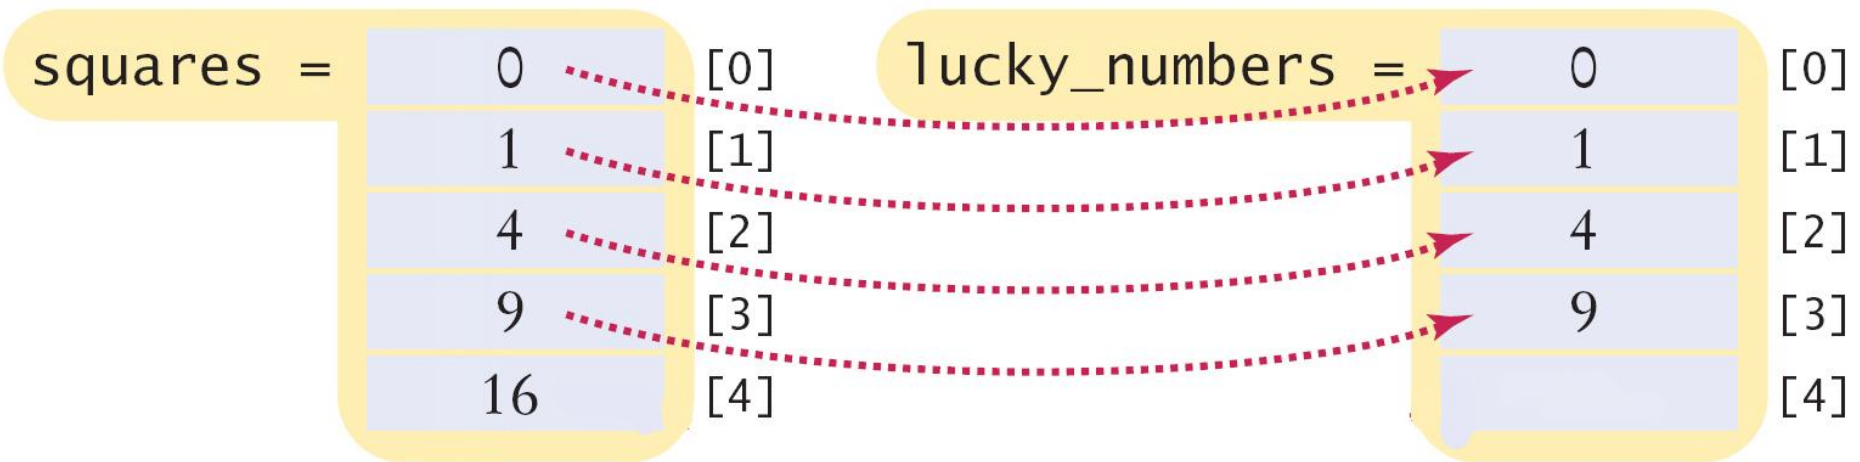 squares = 0 [0] lucky_numbers = 0 [0]
1 [1] 1 [1]
4 [2] 4 [2]
9 [3] 9 [3]
16 [4] [4]